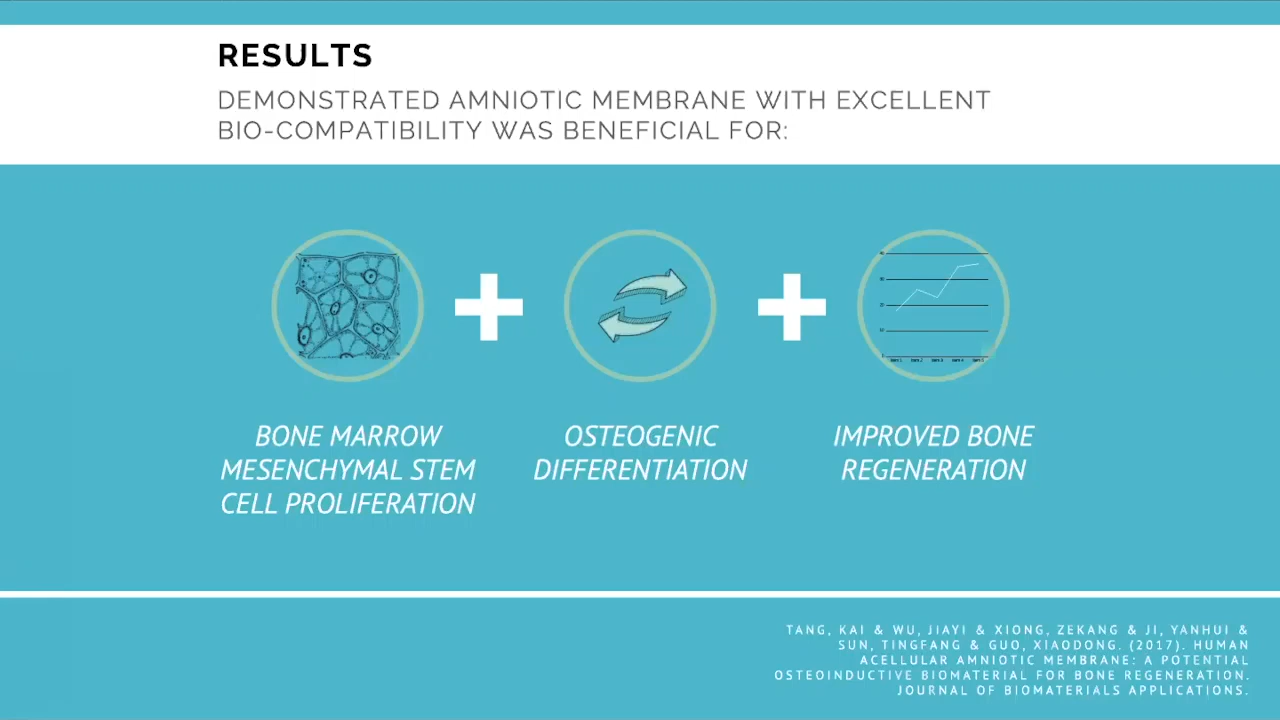 RESULTS
DEMONSTRATED AMNIOTIC MEMBRANE WITH EXCELLENT
BIO-COMPATIBILITY WAS BENEFICIAL FOR:
BONE MARROW
MESENCHYMAL STEM
CELL PROLIFERATION
OSTEOGENIC
DIFFERENTIATION
IMPROVED BONE
REGENERATION
TANG, KAI & WU, JIAYI & XIONG, ZEKANG & JI, YANHUI &
SUN, TINGFANG & GUO, XIAODONG. (2017). HUMAN
ACELLULAR AMNIOTIC MEMBRANE: A POTENTIAL
OSTEOINDUCTIVE BIOMATERIAL FOR BONE REGENERATION.
JOURNAL OF BIOMATERIALS APPLICATIONS.